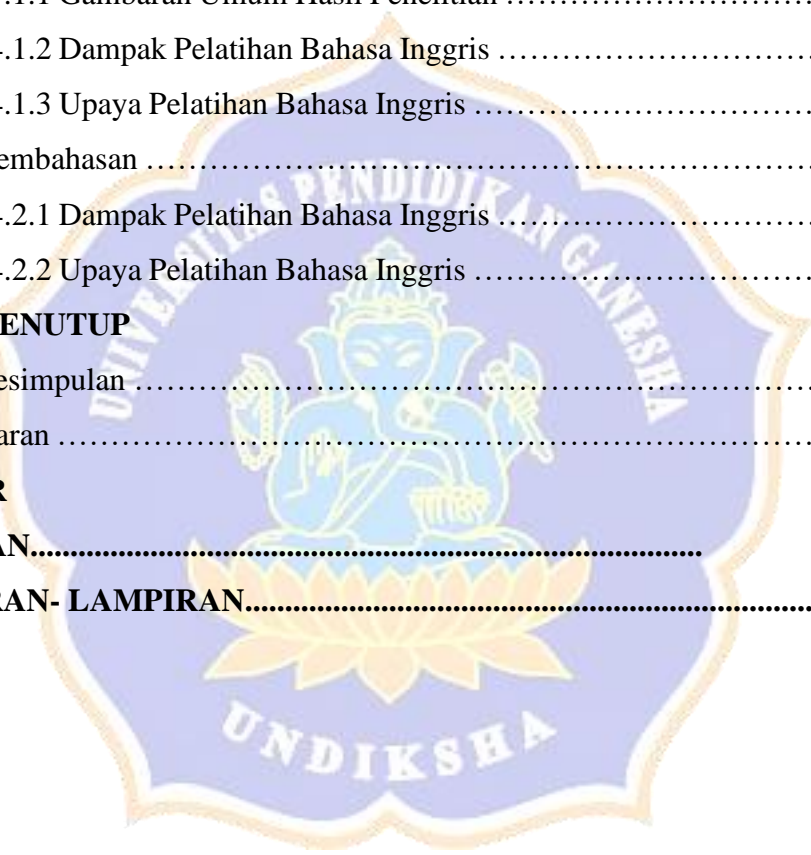 .1.1 Gambaran Umum Hasil Penelitian ……………………………
.1.2 Dampak Pelatihan Bahasa Inggris ……………………………
.1.3 Upaya Pelatihan Bahasa Inggris ……………………………
embahasan ……………………………………………………
.2.1 Dampak Pelatihan Bahasa Inggris ……………………………
.2.2 Upaya Pelatihan Bahasa Inggris ……………………………
ENUTUP
esimpulan ……………………………………………………
aran ……………………………………………………………
R
AN....................................................................................
RAN- LAMPIRAN......................................................................
UNIVERSITAS PENDIDIKAN GANESHA
UNDIKSHA